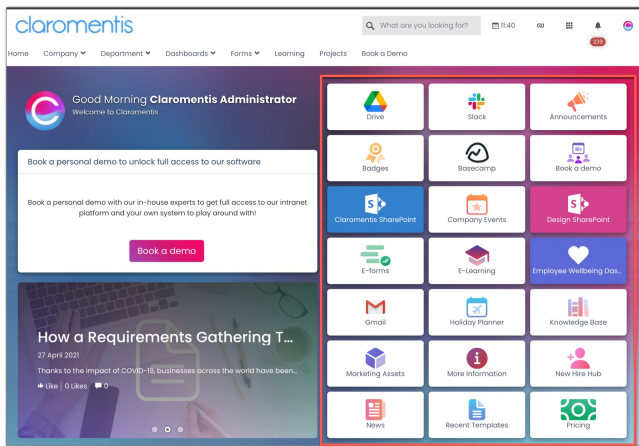 claromentis
What are you looking for?
11:40
239
Home Company Department Dashboards Forms Learning Projects Book a Demo
Good Morning Claromentis Administrator
Welcome to Claromentis
Book a personal demo to unlock full access to our software
Book a personal demo with our in-house experts to get full access to our intranet
platform and your own system to play around with!
Book a demo
How a Requirements Gathering T...
27 April 2021
Thanks to the impact of COVID-19, businesses across the world have been...
Like 0 Likes 0
Drive Slack Announcements
Badges Basecamp Book a demo
Claromentis SharePoint Company Events Design SharePoint
E-forms E-Learning Employee Wellbeing Das...
Gmail Holiday Planner Knowledge Base
Marketing Assets More information New Hire Hub
News Recent Templates Pricing